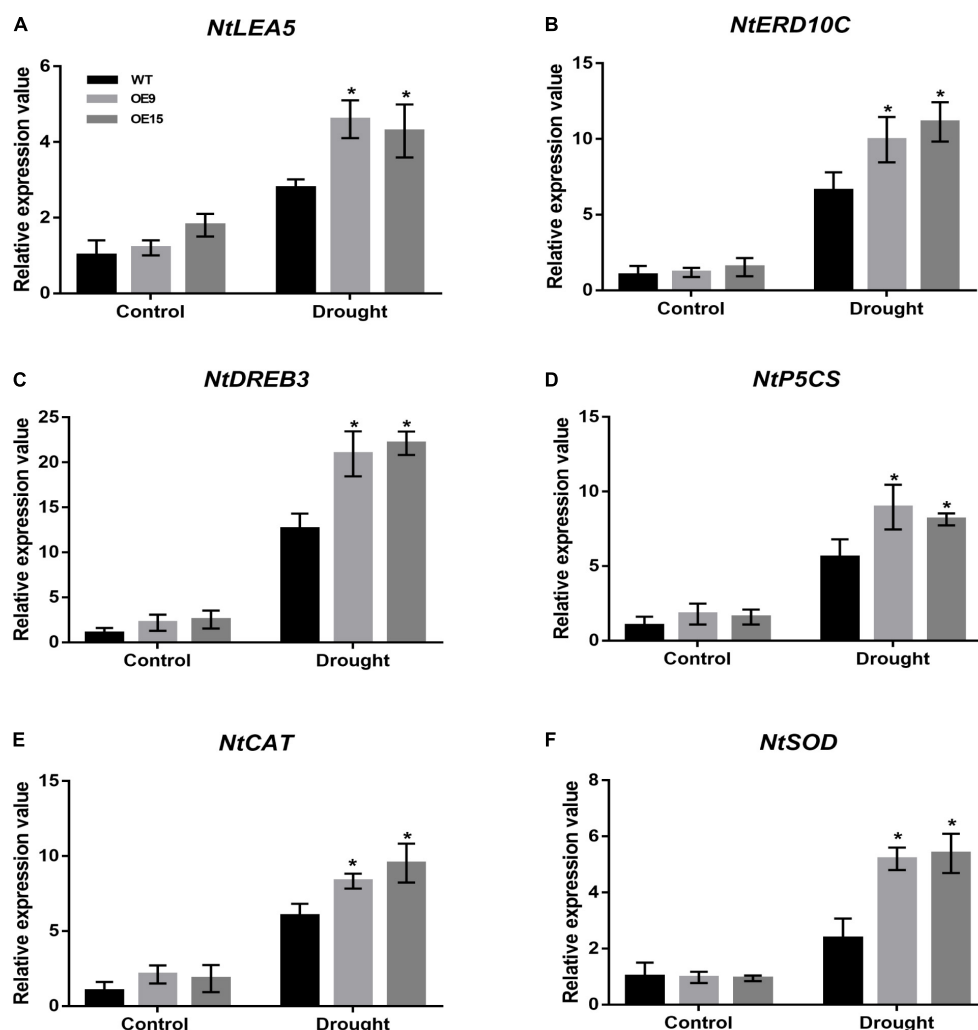 A
NtLEA5
Relative expression value
6
4
2
0
WT
OE9
OE15
* *
Control Drought
B
NtERD10C
Relative expression value
15
10
5
0
* *
Control Drought
C
NtDREB3
Relative expression value
25
20
15
10
5
0
* *
Control Drought
D
NtP5CS
Relative expression value
15
10
5
0
* *
Control Drought
E
NtCAT
Relative expression value
15
10
5
0
* *
Control Drought
F
NtSOD
Relative expression value
8
6
4
2
0
* *
Control Drought